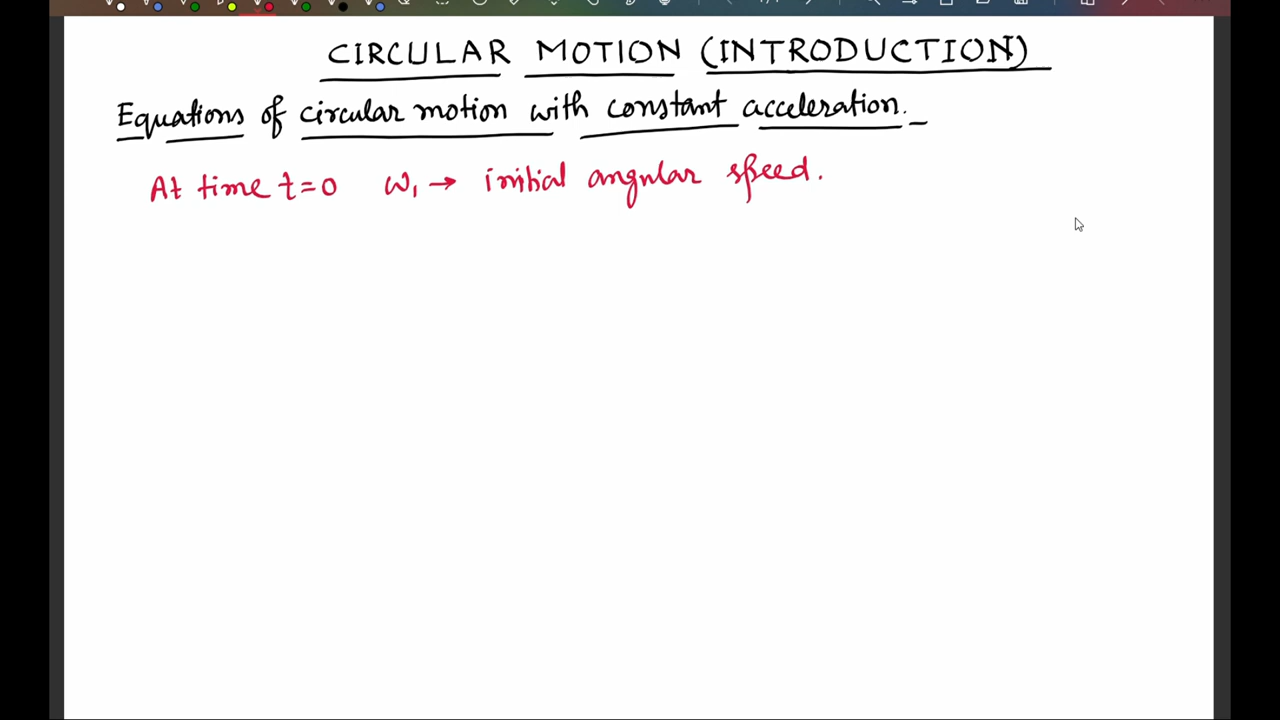 CIRCULAR MOTION (INTRODUCTION)
Equations of circular motion with constant acceleration.
At time t=0 ω₁ → initial angular speed.